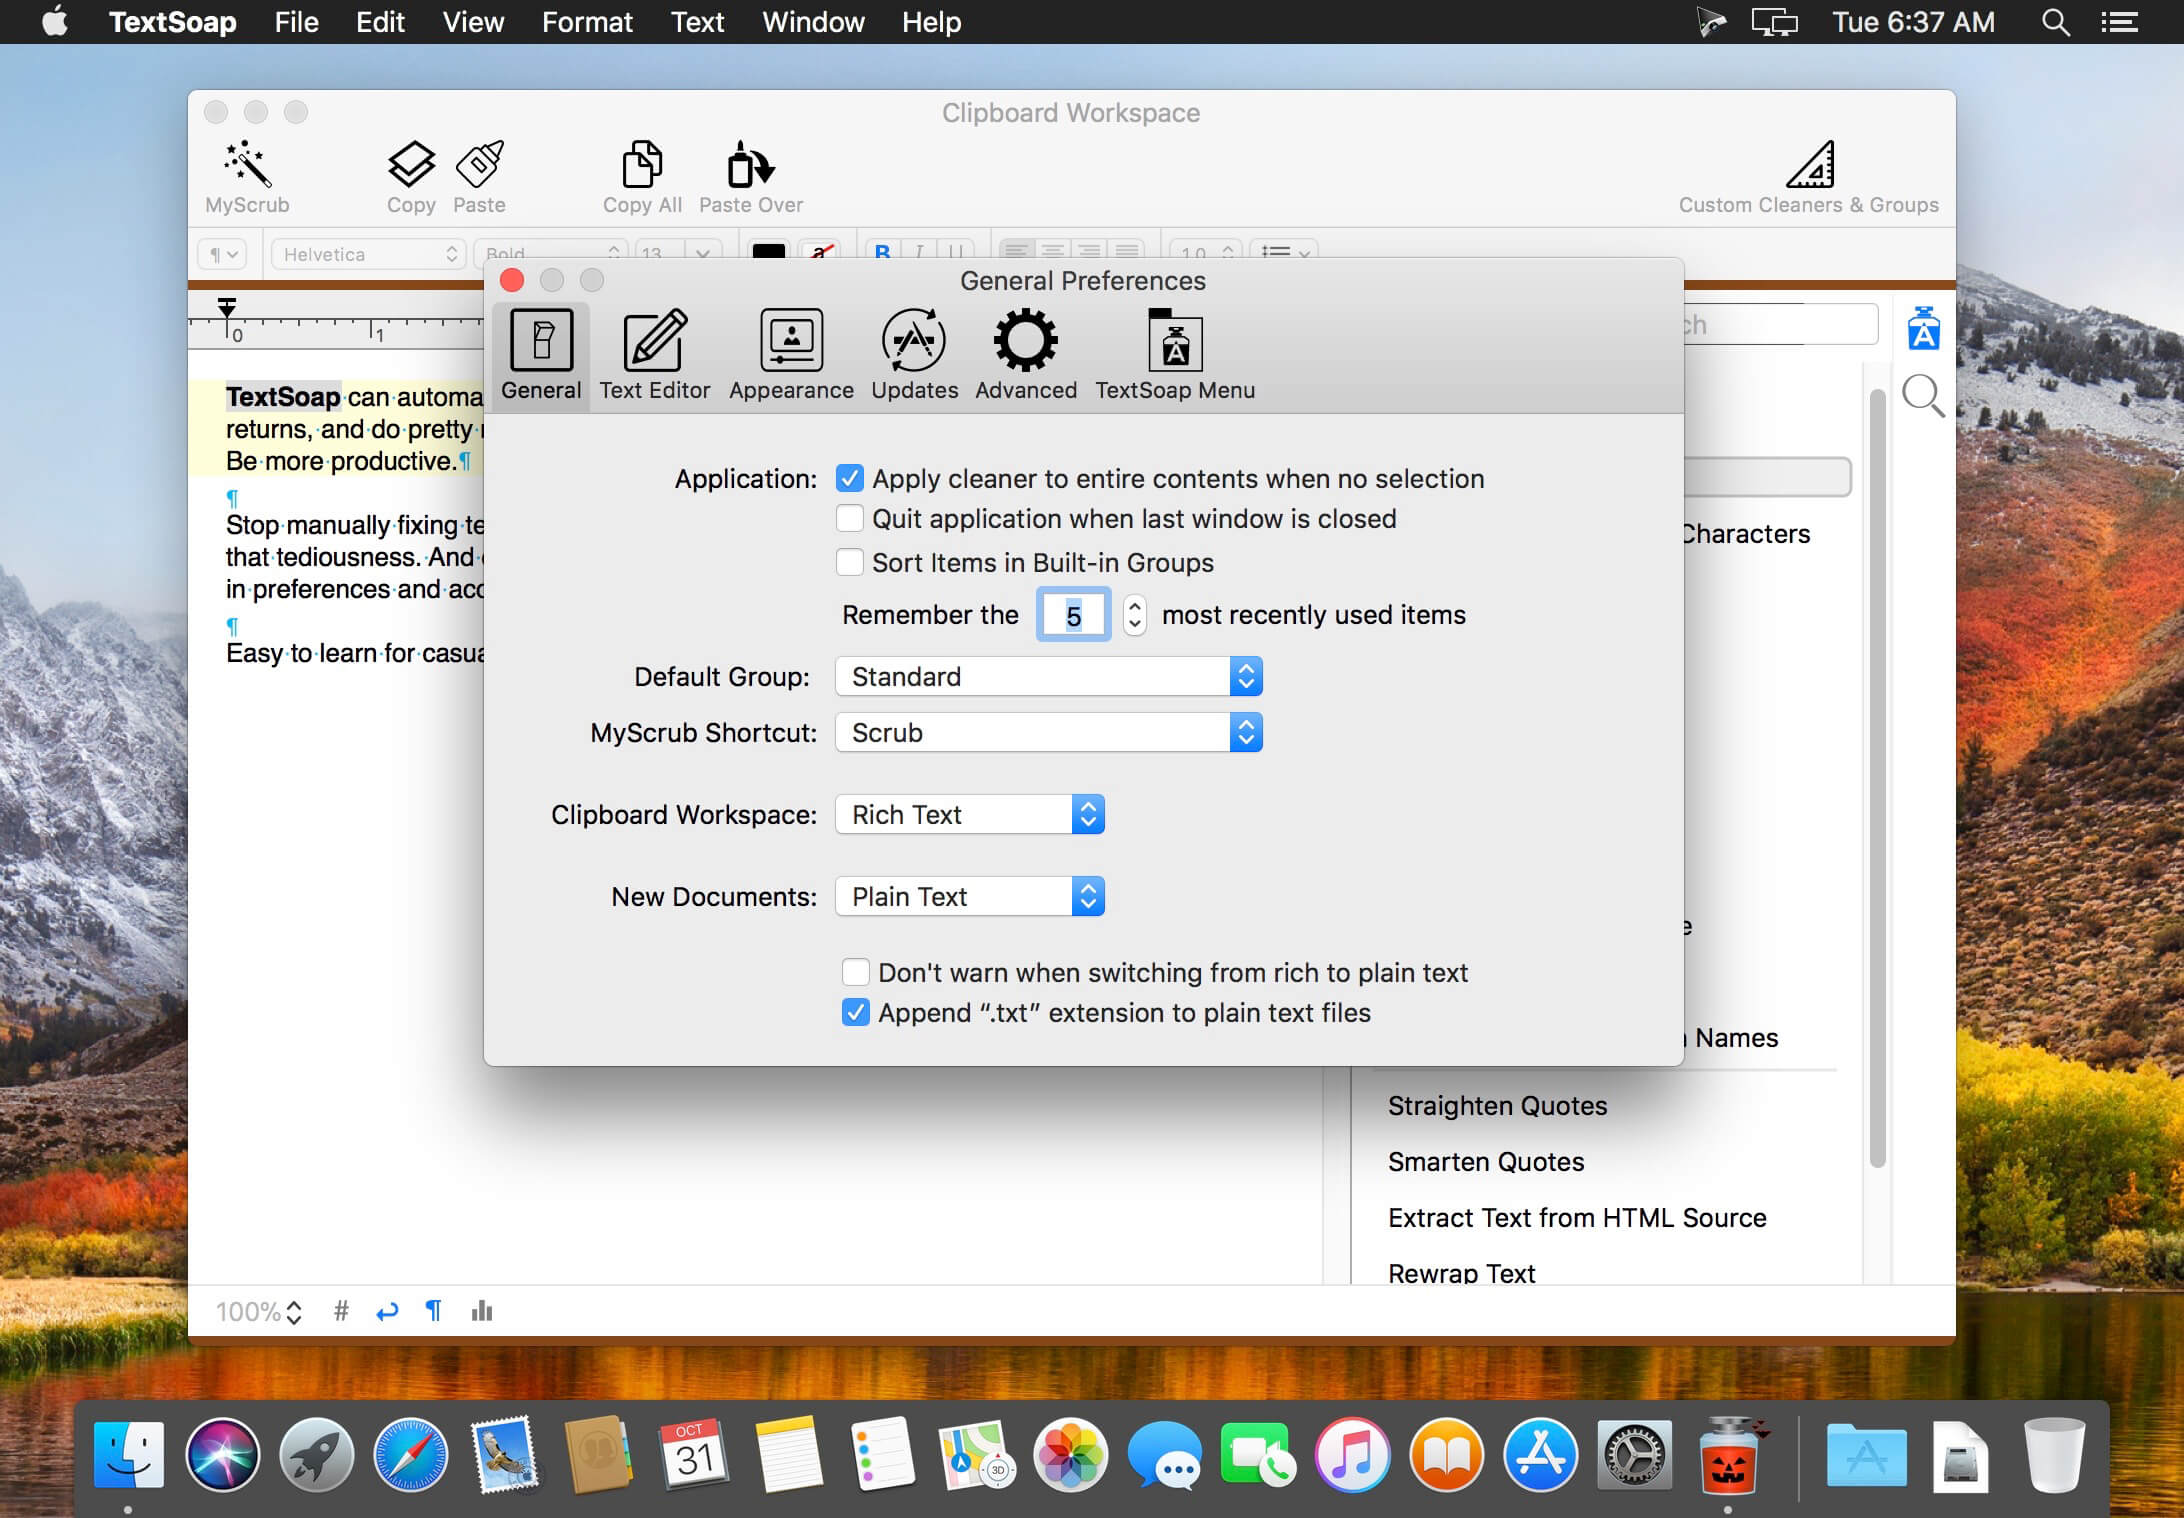 TextSoap File Edit View Format Text Window Help Tue 6:37 AM
Clipboard Workspace
MyScrub Copy Paste Copy All Paste Over Custom Cleaners & Groups
Helvetica Bold 13 a B I U 1.0
General Preferences
0 1
General Text Editor Appearance Updates Advanced TextSoap Menu
TextSoap can automa
returns, and do pretty
Be more productive.¶
¶
Stop manually fixing te
that tediousness. And
in preferences and acc
¶
Easy to learn for casua
Application: Apply cleaner to entire contents when no selection
Quit application when last window is closed
Sort Items in Built-in Groups
Remember the 5 most recently used items
Default Group: Standard
MyScrub Shortcut: Scrub
Clipboard Workspace: Rich Text
New Documents: Plain Text
Don't warn when switching from rich to plain text
Append “.txt” extension to plain text files
ch
A
Characters
e
Names
Straighten Quotes
Smarten Quotes
Extract Text from HTML Source
Rewrap Text
100% # ¶
OCT
31
3D